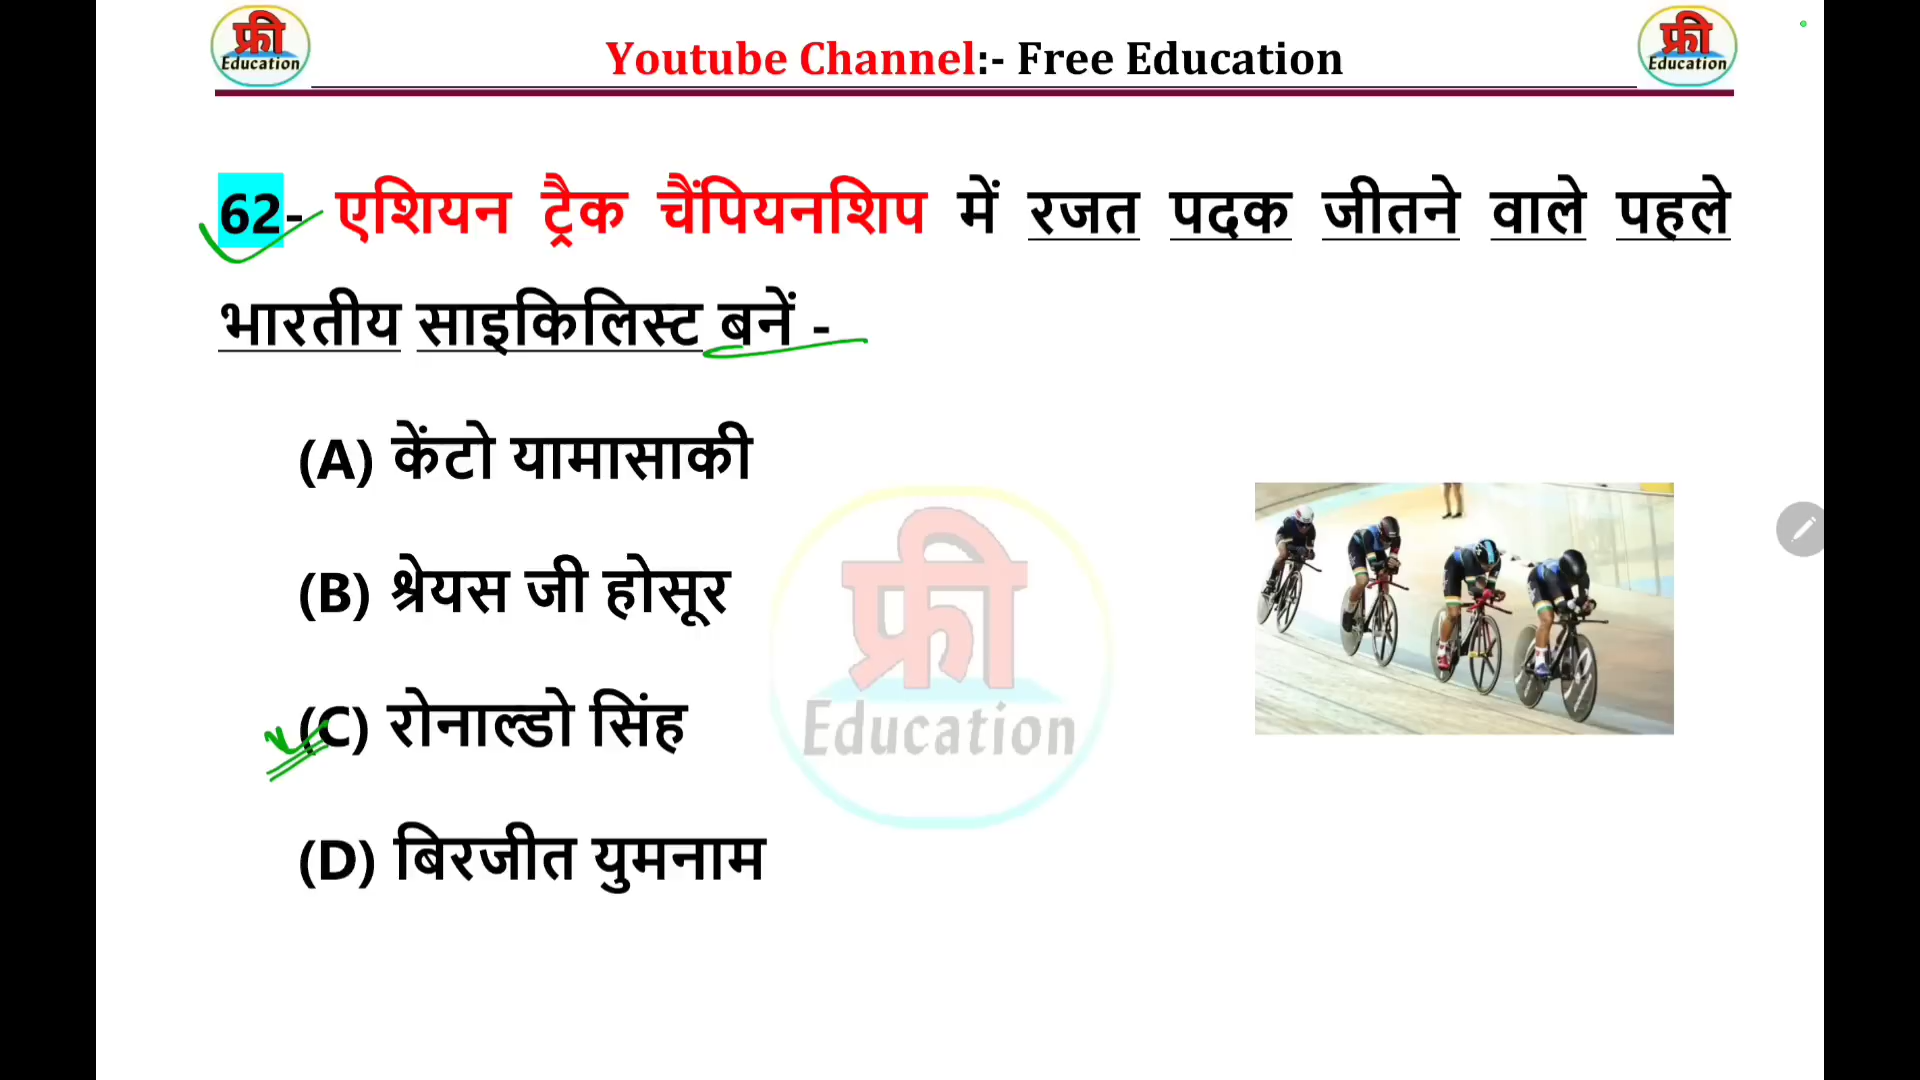 फ्री
Education
Youtube Channel:- Free Education
फ्री
Education
62- एशियन ट्रैक चैंपियनशिप में रजत पदक जीतने वाले पहले
भारतीय साइकिलिस्ट बनें -
(A) केंटो यामासाकी
(B) श्रेयस जी होसूर
(C) रोनाल्डो सिंह
(D) बिरजीत युमनाम
फ्री
Education